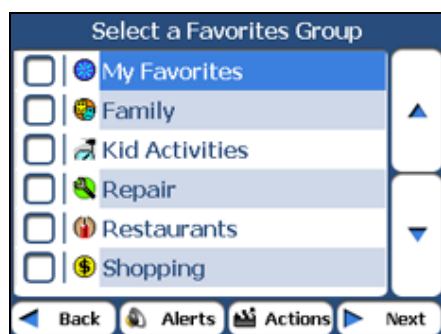 Select a Favorites Group
My Favorites
Family
Kid Activities
Repair
Restaurants
$ Shopping
Back Alerts Actions Next